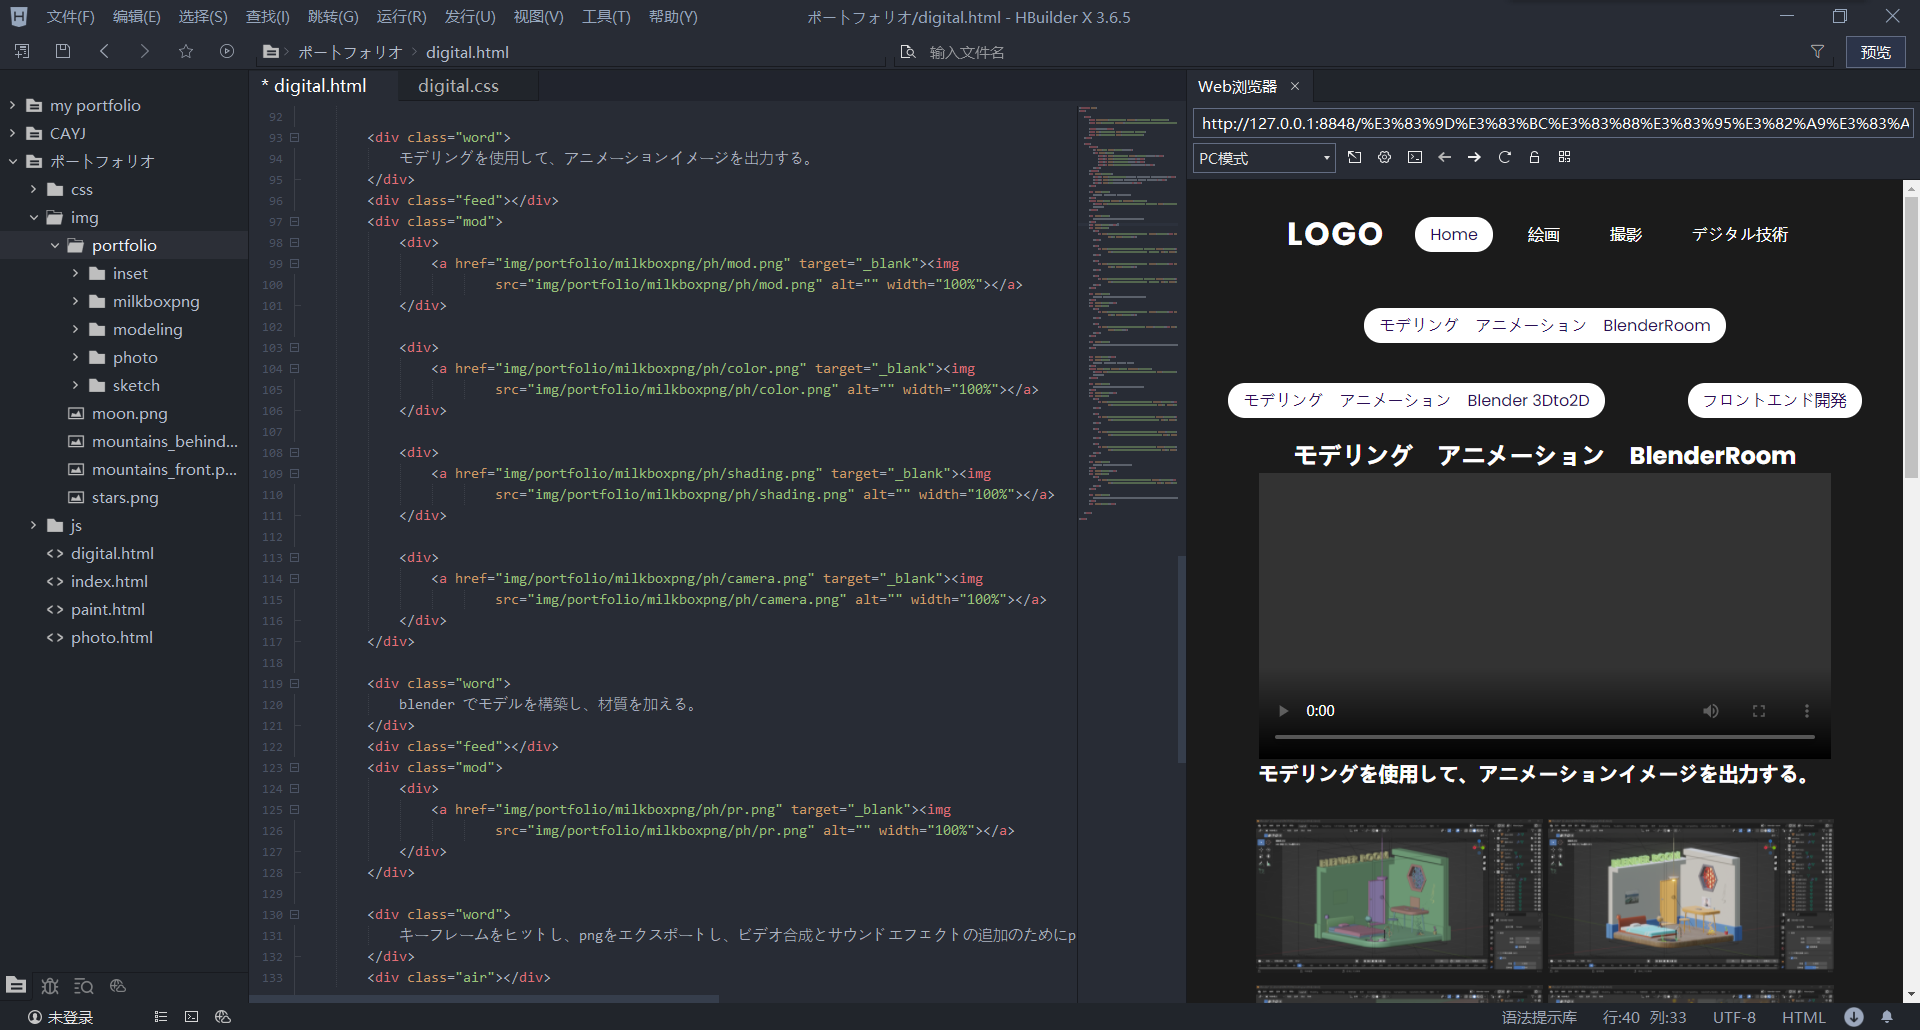 文件(F) 编辑(E) 选择(S) 查找(I) 跳转(G) 运行(R) 发行(U) 视图(V) 工具(T) 帮助(Y)
ポートフォリオ/digital.html - HBuilder X 3.6.5
ポートフォリオ digital.html
输入文件名
预览
my portfolio
CAYJ
ポートフォリオ
css
img
portfolio
inset
milkboxpng
modeling
photo
sketch
moon.png
mountains_behind...
mountains_front.p...
stars.png
js
digital.html
index.html
paint.html
photo.html
未登录
* digital.html
digital.css
92
93 <div class="word">
94 モデリングを使用して、アニメーションイメージを出力する。
95 </div>
96 <div class="feed"></div>
97 <div class="mod">
98 <div>
99 <a href="img/portfolio/milkboxpng/ph/mod.png" target="_blank"><img
100 src="img/portfolio/milkboxpng/ph/mod.png" alt="" width="100%"></a>
101 </div>
102
103 <div>
104 <a href="img/portfolio/milkboxpng/ph/color.png" target="_blank"><img
105 src="img/portfolio/milkboxpng/ph/color.png" alt="" width="100%"></a>
106 </div>
107
108 <div>
109 <a href="img/portfolio/milkboxpng/ph/shading.png" target="_blank"><img
110 src="img/portfolio/milkboxpng/ph/shading.png" alt="" width="100%"></a>
111 </div>
112
113 <div>
114 <a href="img/portfolio/milkboxpng/ph/camera.png" target="_blank"><img
115 src="img/portfolio/milkboxpng/ph/camera.png" alt="" width="100%"></a>
116 </div>
117 </div>
118
119 <div class="word">
120 blender でモデルを構築し、材質を加える。
121 </div>
122 <div class="feed"></div>
123 <div class="mod">
124 <div>
125 <a href="img/portfolio/milkboxpng/ph/pr.png" target="_blank"><img
126 src="img/portfolio/milkboxpng/ph/pr.png" alt="" width="100%"></a>
127 </div>
128 </div>
129
130 <div class="word">
131 キーフレームをヒットし、pngをエクスポートし、ビデオ合成とサウンドエフェクトの追加のためにp
132 </div>
133 <div class="air"></div>
Web浏览器
http://127.0.0.1:8848/%E3%83%9D%E3%83%BC%E3%83%88%E3%83%95%E3%82%A9%E3%83%A
PC模式
LOGO Home 絵画 撮影 デジタル技術
モデリング アニメーション BlenderRoom
モデリング アニメーション Blender 3Dto2D フロントエンド開発
モデリング アニメーション BlenderRoom
0:00
モデリングを使用して、アニメーションイメージを出力する。
BLENDER ROOM
BLENDER ROOM
语法提示库 行:40 列:33 UTF-8 HTML